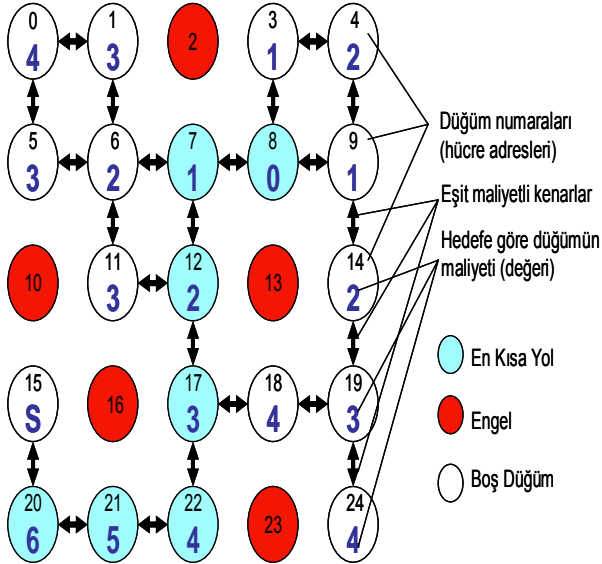 0 1 2 3 4
4 3 1 2
5 6 7 8 9
3 2 1 0 1
Düğüm numaraları
(hücre adresleri)
Eşit maliyetli kenarlar
Hedefe göre düğümün
maliyeti (değeri)
10 11 12 13 14
3 2 2
15 16 17 18 19
S 3 4 3
20 21 22 23 24
6 5 4 4
En Kısa Yol
Engel
Boş Düğüm